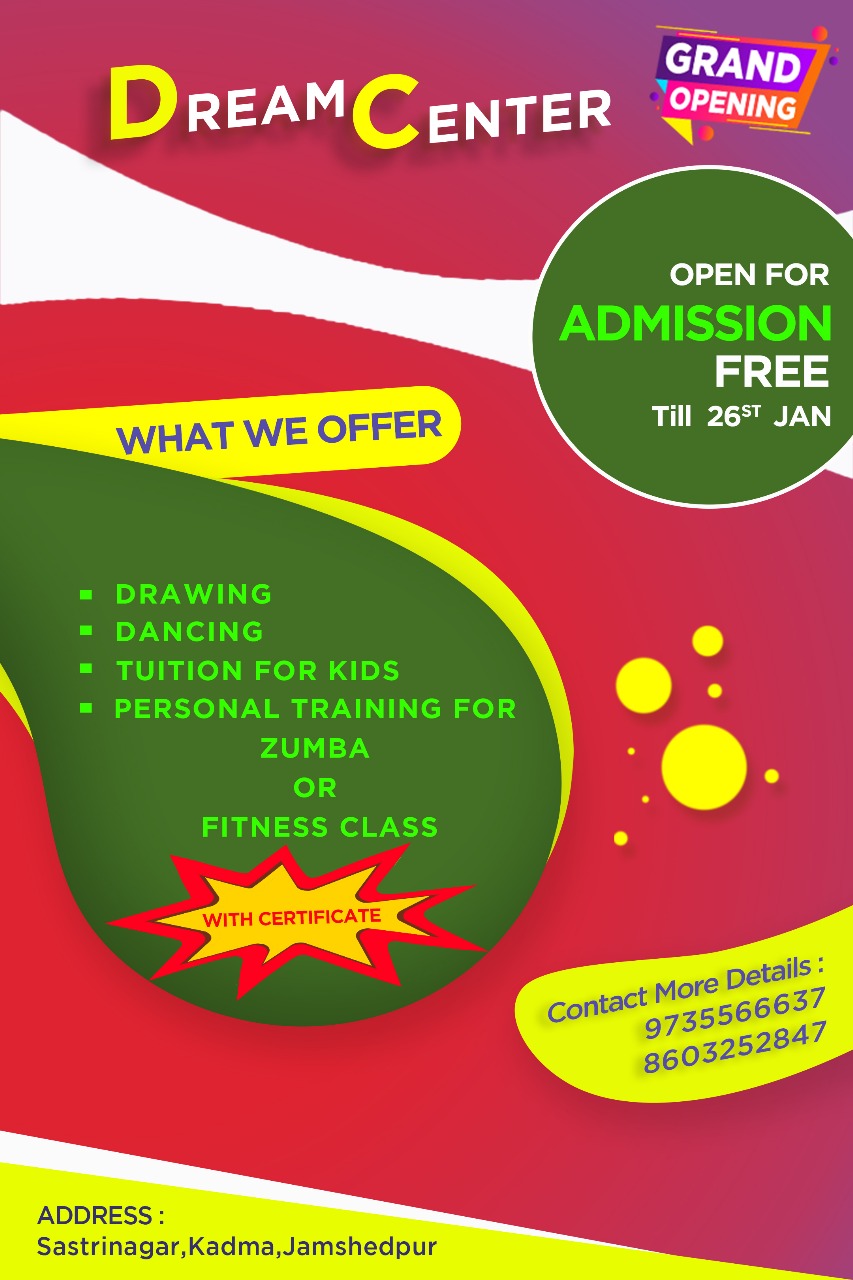 DREAM CENTER
GRAND
OPENING
OPEN FOR
ADMISSION
FREE
Till 26ST JAN
WHAT WE OFFER
▪ DRAWING
▪ DANCING
▪ TUITION FOR KIDS
▪ PERSONAL TRAINING FOR
ZUMBA
OR
FITNESS CLASS
WITH CERTIFICATE
Contact More Details :
9735566637
8603252847
ADDRESS :
Sastrinagar,Kadma,Jamshedpur